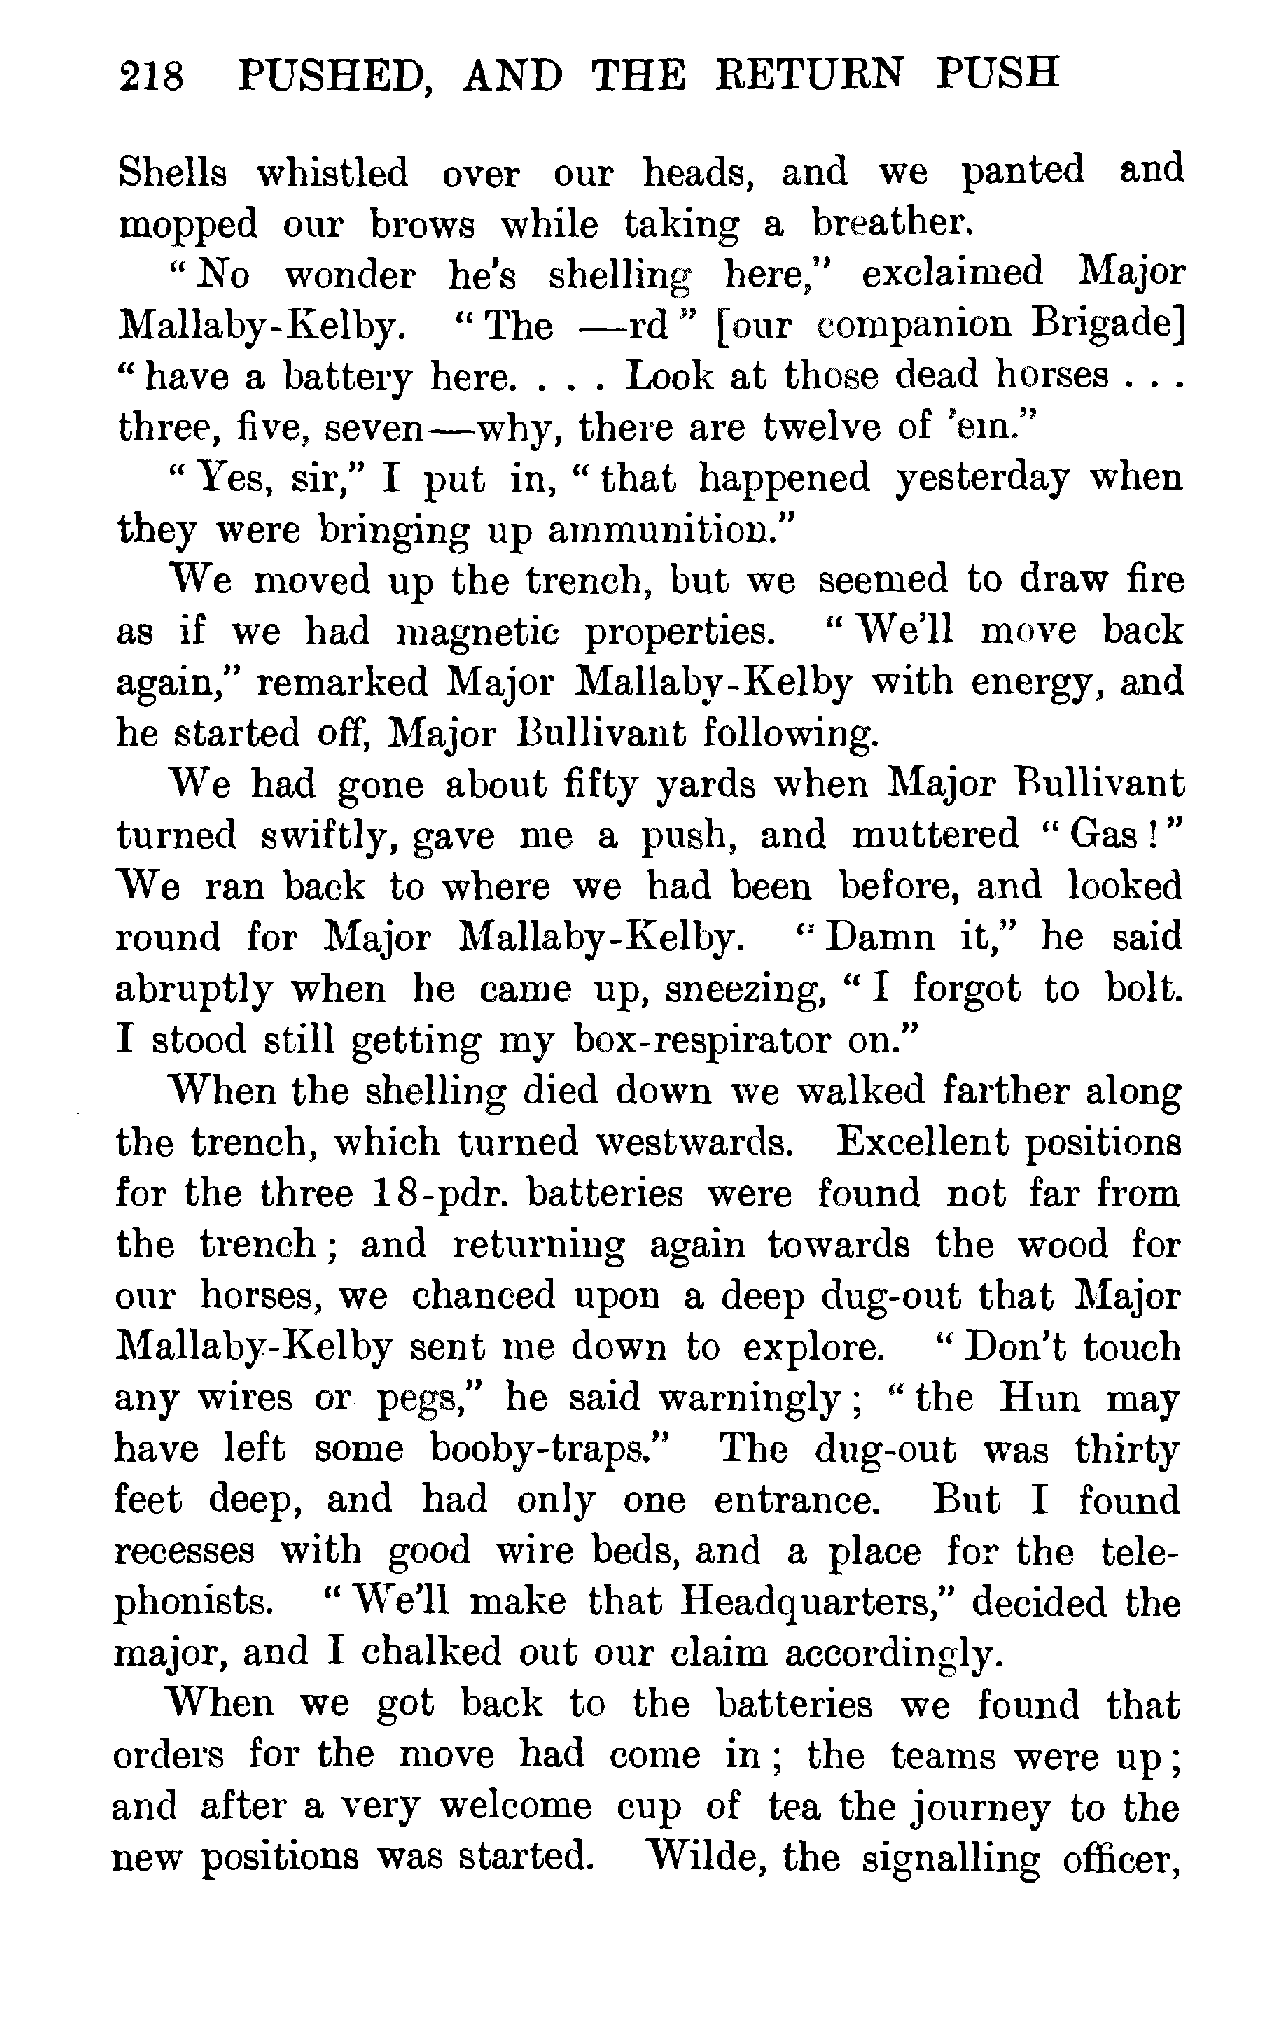 218 PUSHED, AND THE RETURN PUSH
Shells whistled over our heads, and we panted and
mopped our brows while taking a breather.
“No wonder he's shelling here,” exclaimed Major
Mallaby-Kelby. “The —rd” [our companion Brigade]
“have a battery here. . . . Look at those dead horses . . .
three, five, seven—why, there are twelve of 'em.”
“Yes, sir,” I put in, “that happened yesterday when
they were bringing up ammunition.”
We moved up the trench, but we seemed to draw fire
as if we had magnetic properties. “We'll move back
again,” remarked Major Mallaby-Kelby with energy, and
he started off, Major Bullivant following.
We had gone about fifty yards when Major Bullivant
turned swiftly, gave me a push, and muttered “Gas!”
We ran back to where we had been before, and looked
round for Major Mallaby-Kelby. “Damn it,” he said
abruptly when he came up, sneezing, “I forgot to bolt.
I stood still getting my box-respirator on.”
When the shelling died down we walked farther along
the trench, which turned westwards. Excellent positions
for the three 18-pdr. batteries were found not far from
the trench; and returning again towards the wood for
our horses, we chanced upon a deep dug-out that Major
Mallaby-Kelby sent me down to explore. “Don't touch
any wires or pegs,” he said warningly; “the Hun may
have left some booby-traps.” The dug-out was thirty
feet deep, and had only one entrance. But I found
recesses with good wire beds, and a place for the tele-
phonists. “We'll make that Headquarters,” decided the
major, and I chalked out our claim accordingly.
When we got back to the batteries we found that
orders for the move had come in; the teams were up;
and after a very welcome cup of tea the journey to the
new positions was started. Wilde, the signalling officer,